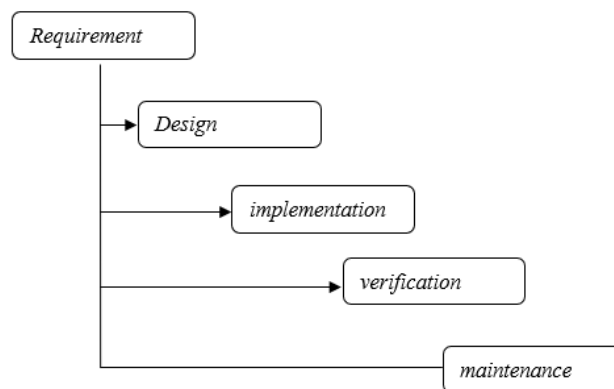 Requirement
Design
implementation
verification
maintenance